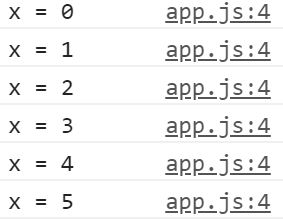 x = 0 app.js:4
x = 1 app.js:4
x = 2 app.js:4
x = 3 app.js:4
x = 4 app.js:4
x = 5 app.js:4